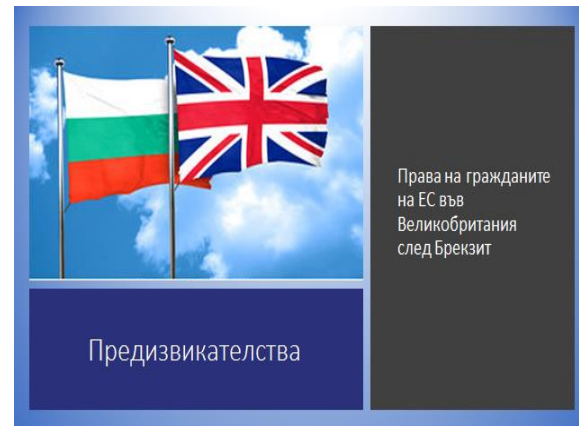 Права на гражданите
на ЕС във
Великобритания
след Брекзит
Предизвикателства